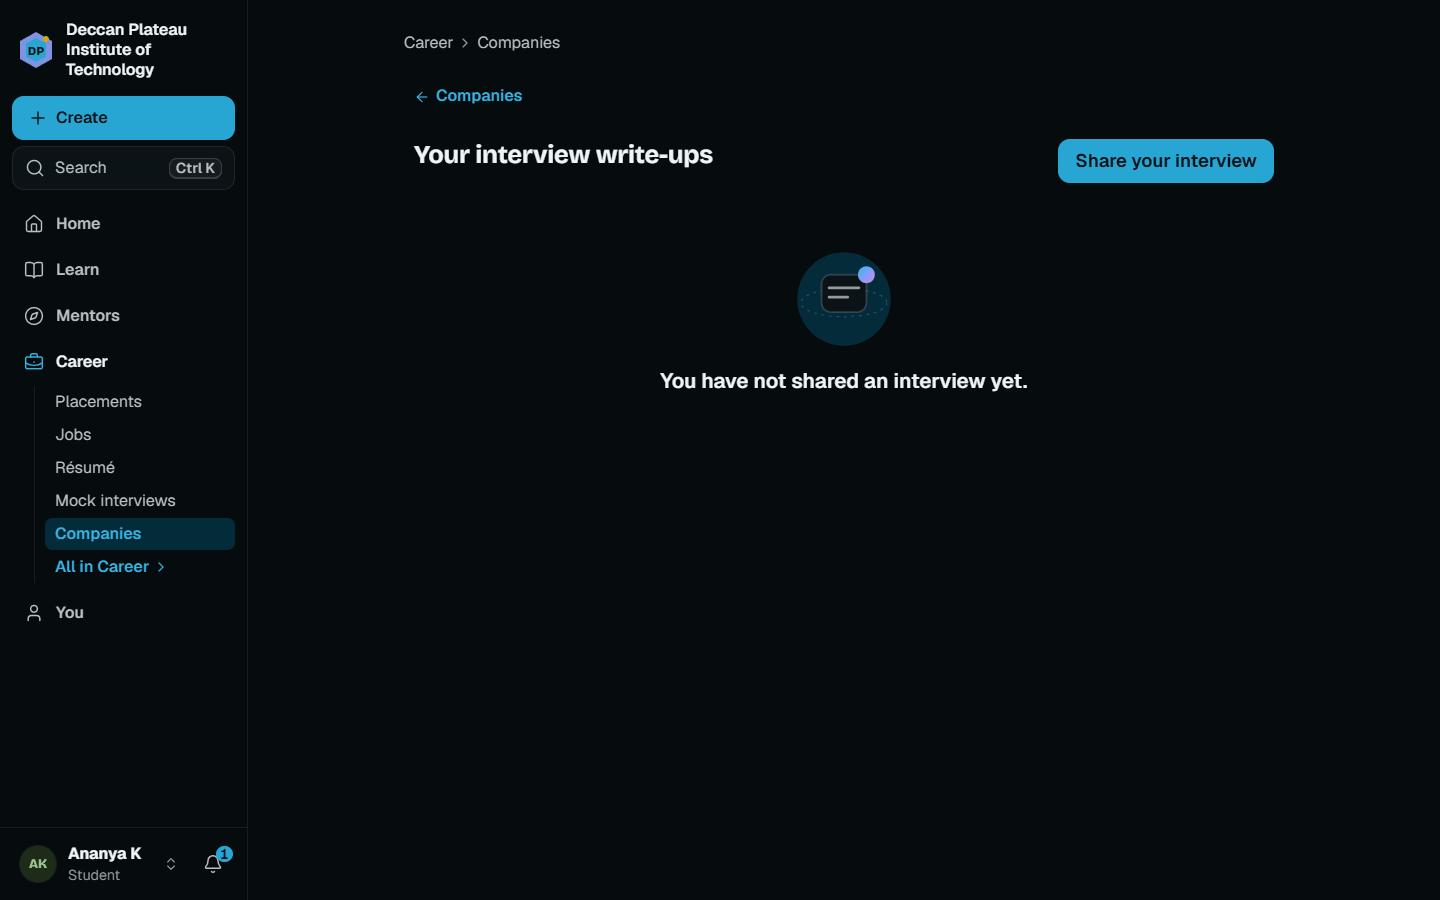 DP
Deccan Plateau
Institute of
Technology
Create
Search
Ctrl K
Home
Learn
Mentors
Career
Placements
Jobs
Résumé
Mock interviews
Companies
All in Career
You
AK
Ananya K
Student
1
Career
Companies
Companies
Your interview write-ups
Share your interview
You have not shared an interview yet.